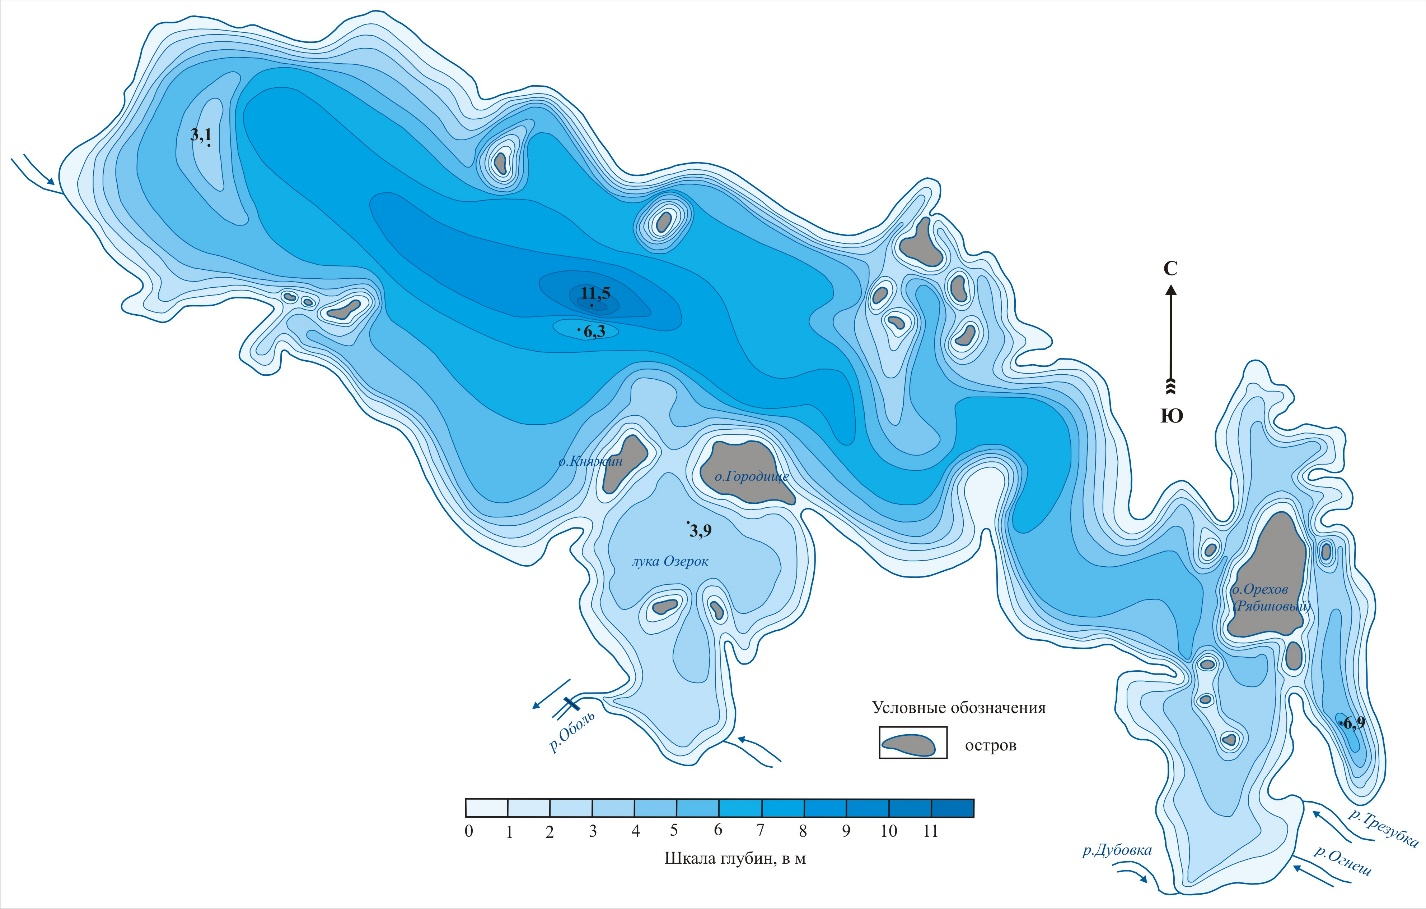 3,1
11,5
6,3
С
Ю
о.Княжин
о.Городище
3,9
лука Озерок
о.Орехов
(Рябиновый)
6,9
р.Оболь
Условные обозначения
остров
0 1 2 3 4 5 6 7 8 9 10 11
Шкала глубин, в м
р.Трезубка
р.Дубовка
р.Огнеш